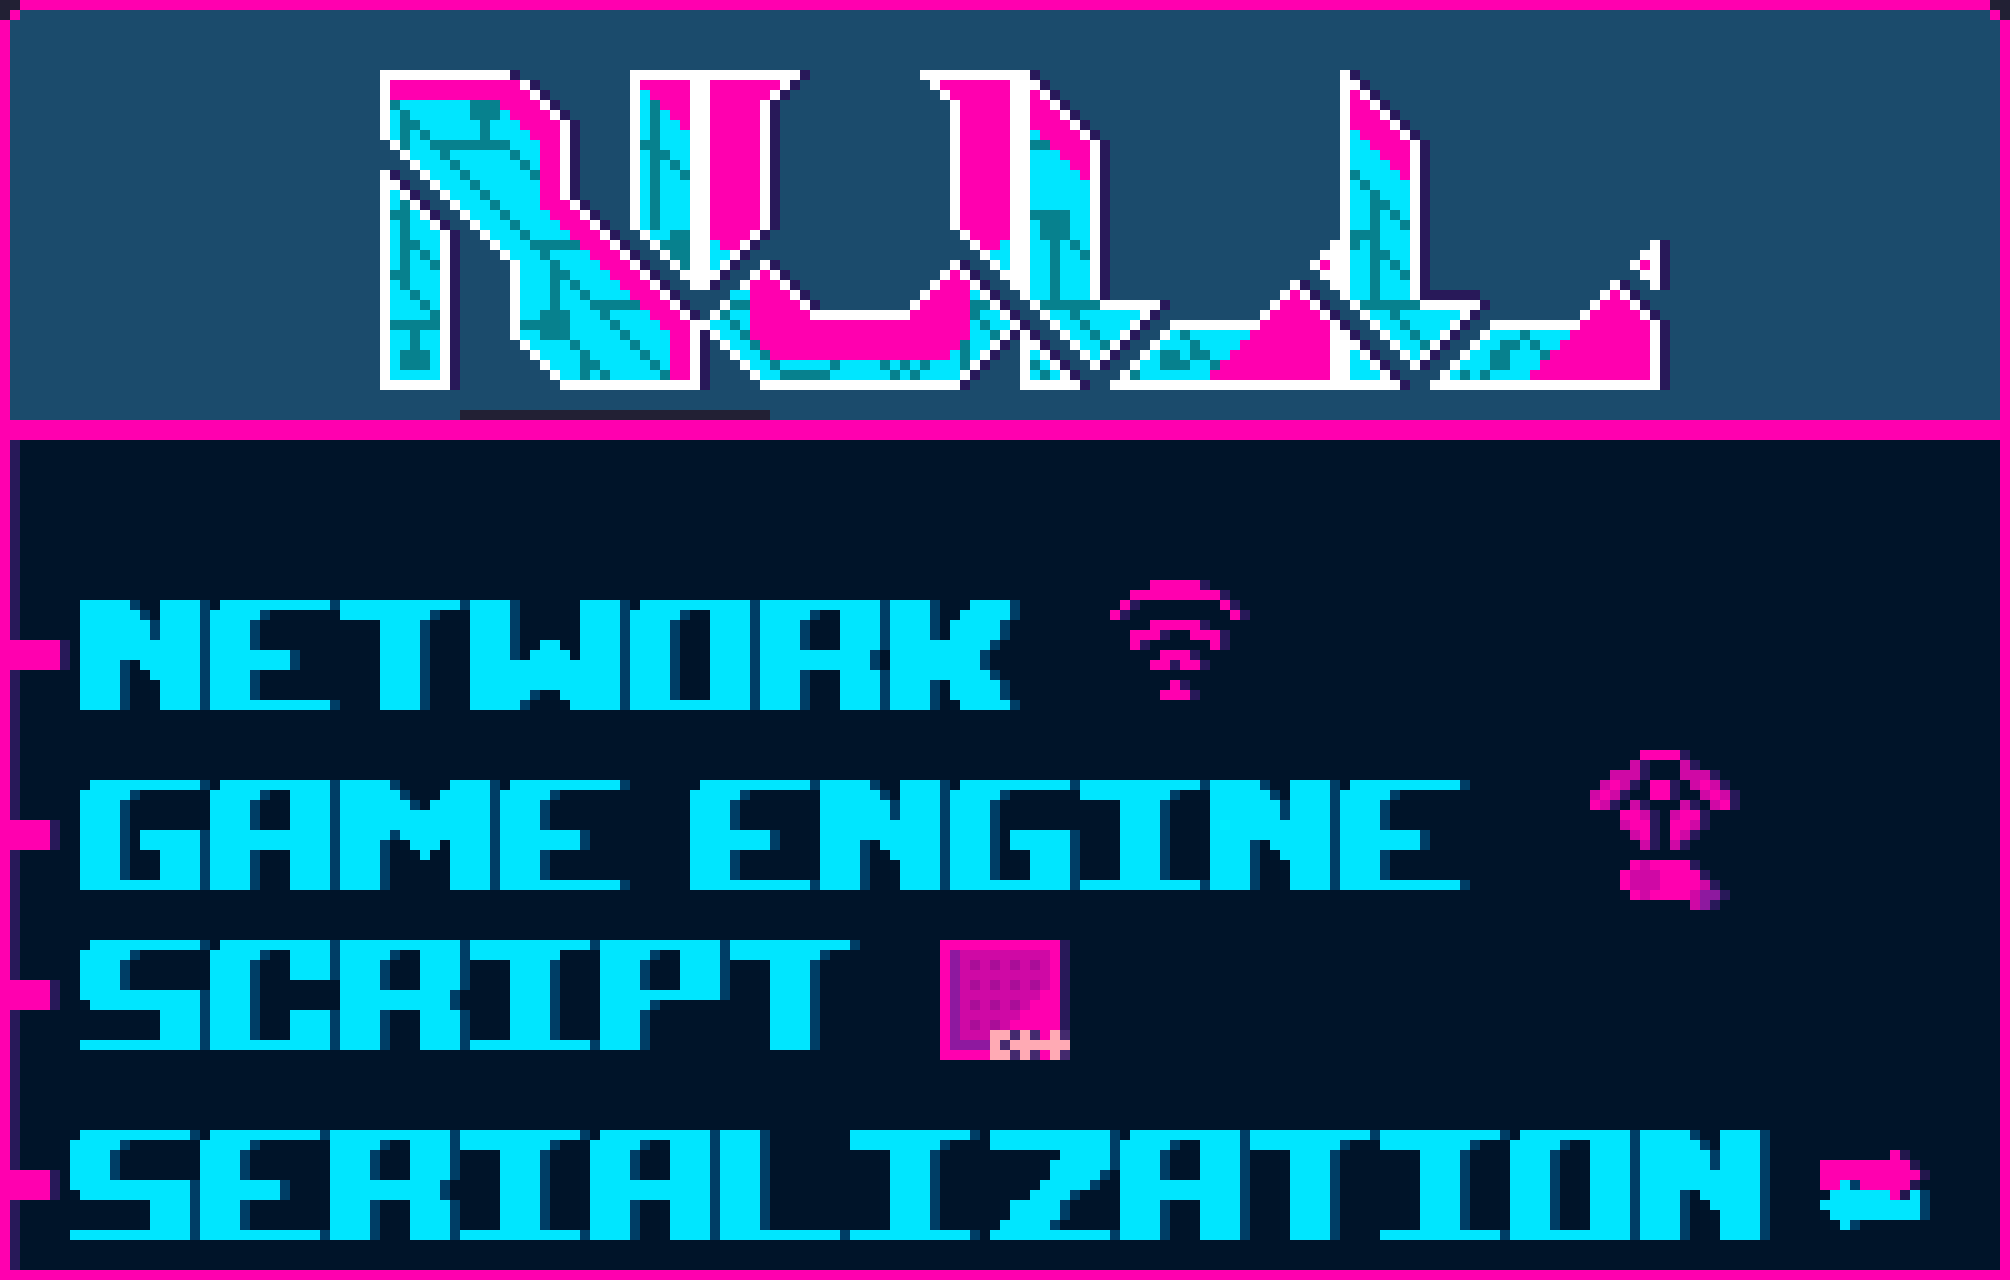 NULL
NETWORK
GAME ENGINE
SCRIPT
SERIALIZATION